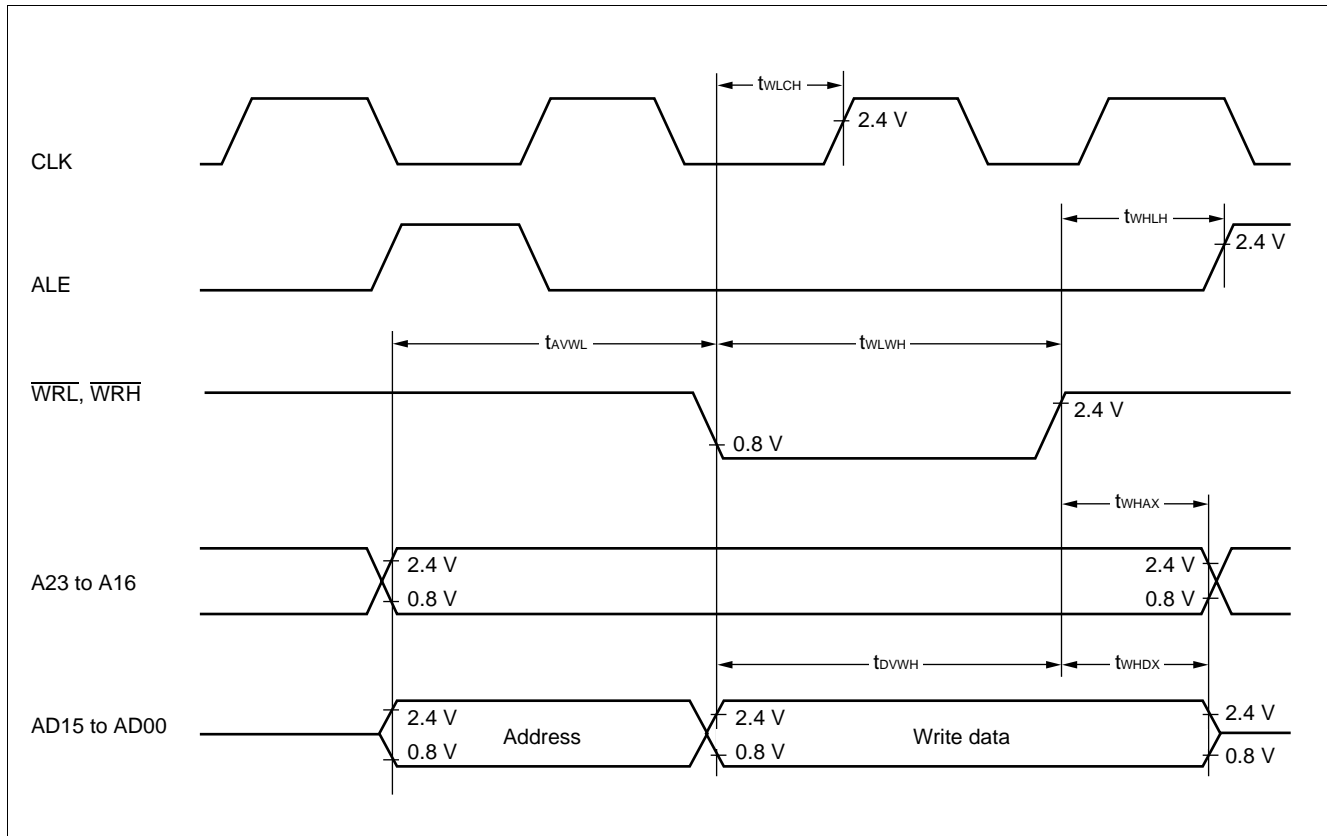 tWLCH
2.4 V
CLK
tWHLH
2.4 V
ALE
tAVWL
tWLWH
WRL, WRH
2.4 V
0.8 V
tWHAX
2.4 V
2.4 V
A23 to A16
0.8 V
0.8 V
tDVWH
tWHDX
AD15 to AD00
2.4 V
2.4 V
2.4 V
Address
Write data
0.8 V
0.8 V
0.8 V